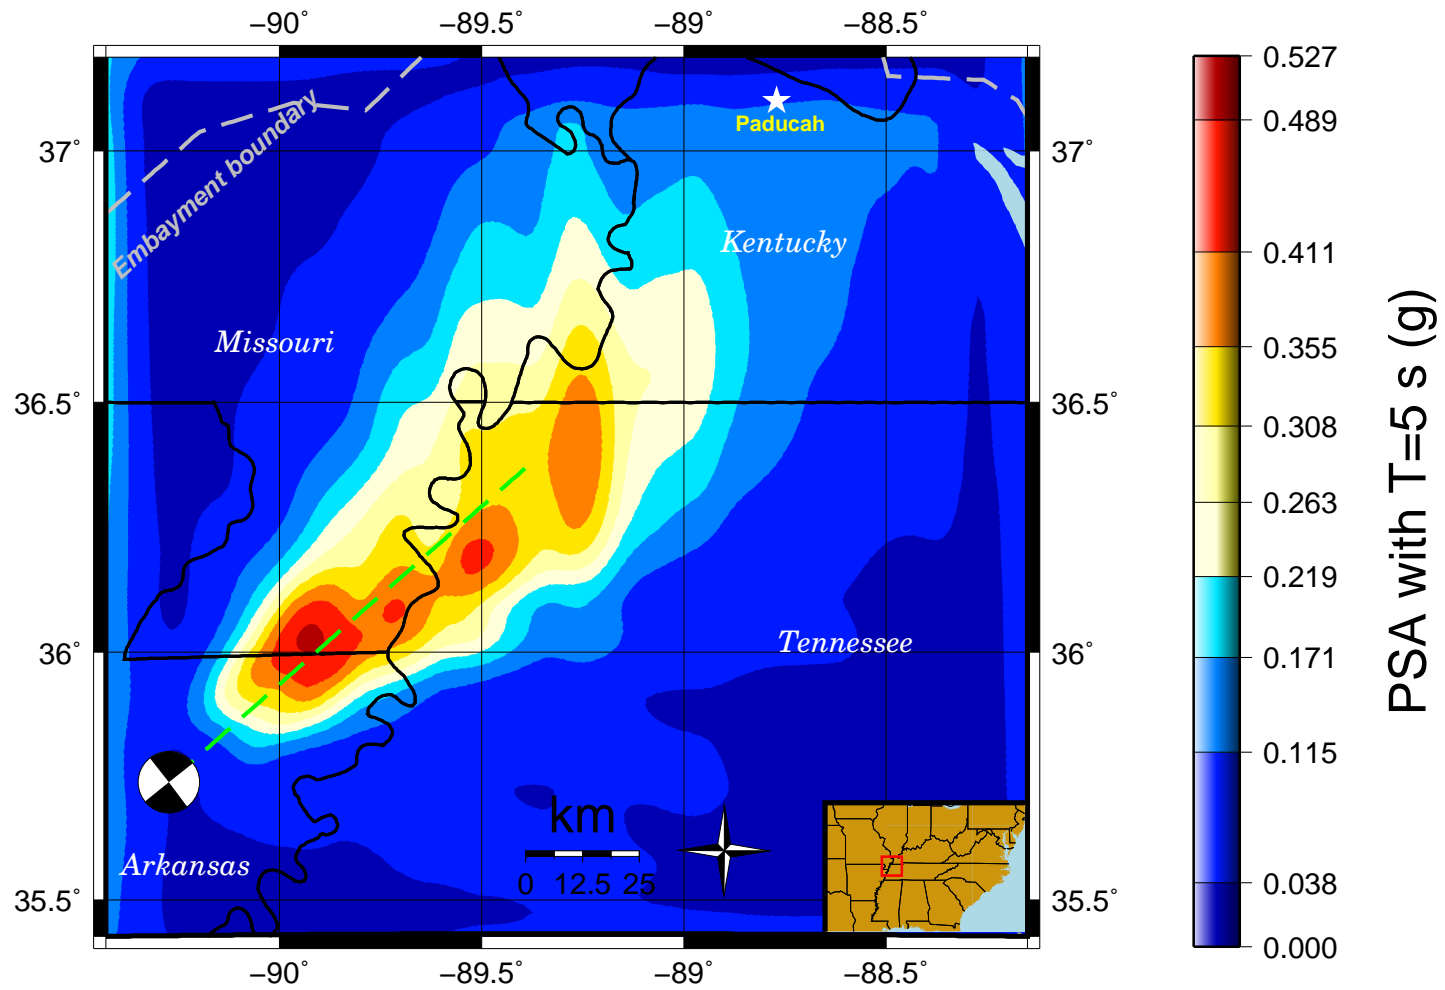 −90˚ −89.5˚ −89˚ −88.5˚
37˚ 37˚
36.5˚ 36.5˚
36˚ 36˚
35.5˚ 35.5˚
−90˚ −89.5˚ −89˚ −88.5˚
Embayment boundary
Paducah
Kentucky
Missouri
Tennessee
Arkansas
km
0 12.5 25
0.527
0.489
0.411
0.355
0.308
0.263
0.219
0.171
0.115
0.038
0.000
PSA with T=5 s (g)